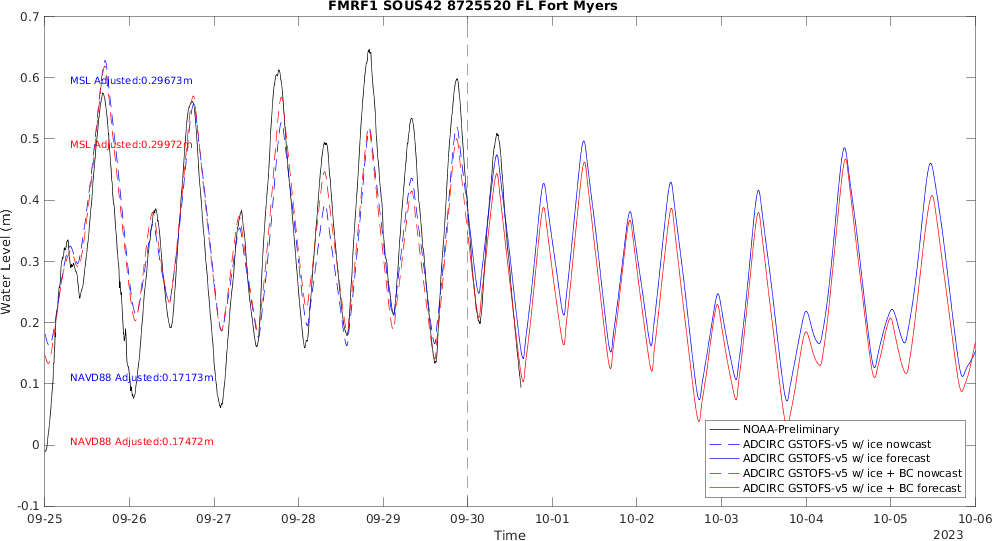 FMRF1 SOUS42 8725520 FL Fort Myers
0.7
0.6
0.5
0.4
0.3
0.2
0.1
0
-0.1
Water Level (m)
MSL Adjusted:0.29673m
MSL Adjusted:0.29972m
NAVD88 Adjusted:0.17173m
NAVD88 Adjusted:0.17472m
NOAA-Preliminary
ADCIRC GSTOFS-v5 w/ ice nowcast
ADCIRC GSTOFS-v5 w/ ice forecast
ADCIRC GSTOFS-v5 w/ ice + BC nowcast
ADCIRC GSTOFS-v5 w/ ice + BC forecast
09-25 09-26 09-27 09-28 09-29 09-30 10-01 10-02 10-03 10-04 10-05 10-06
Time
2023